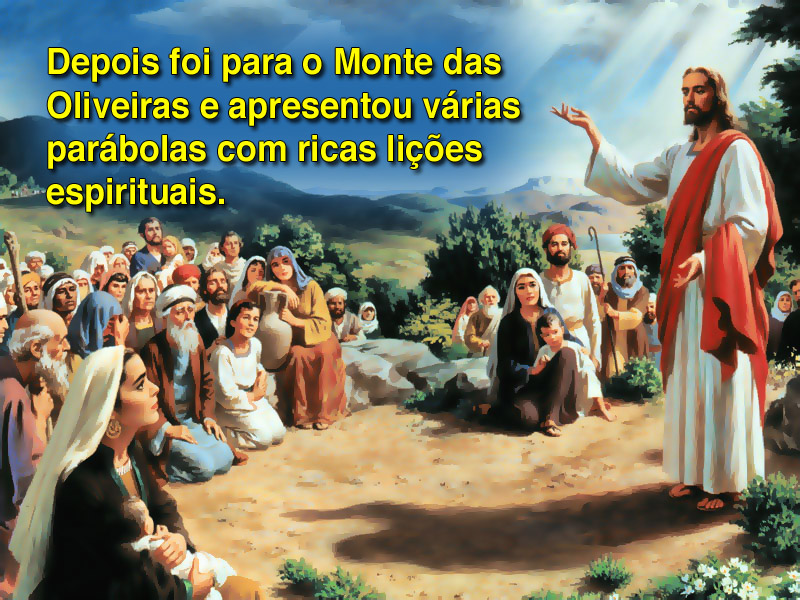 Depois foi para o Monte das
Oliveiras e apresentou várias
parábolas com ricas lições
espirituais.